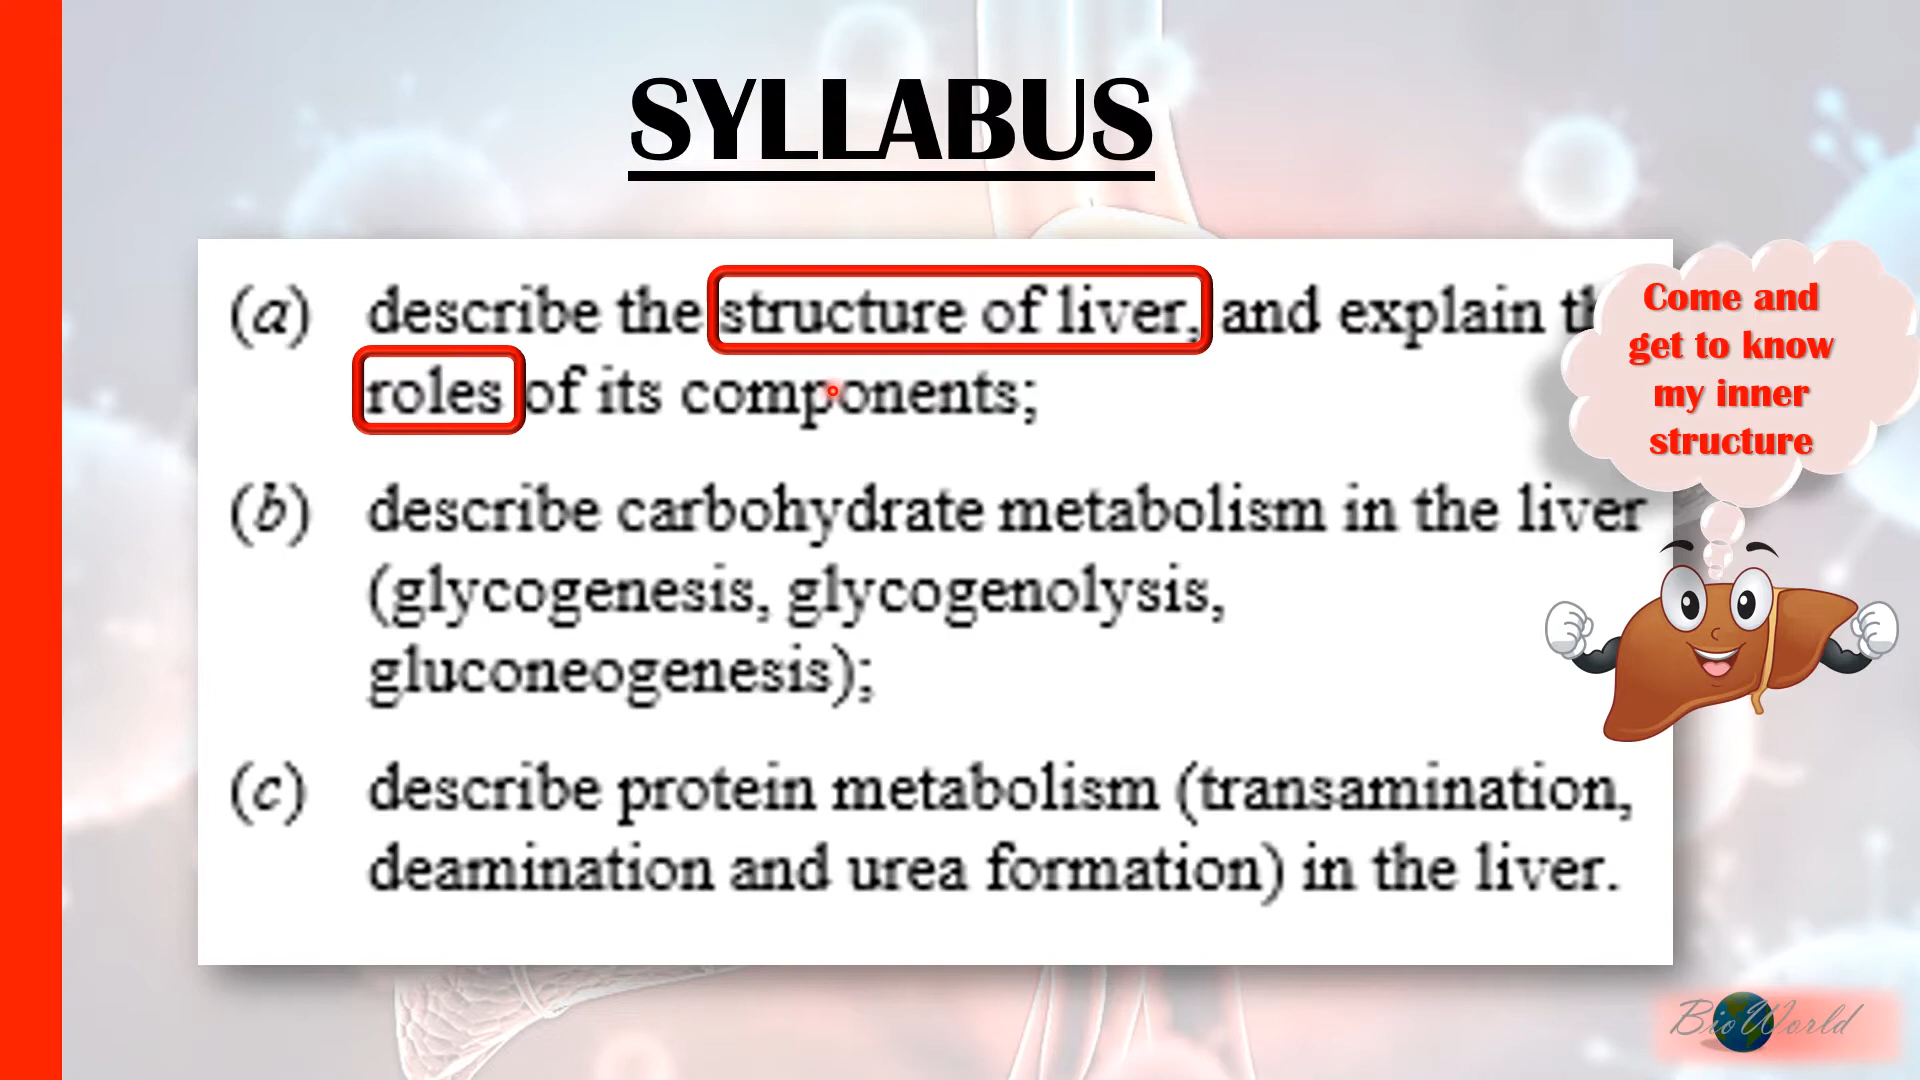 SYLLABUS
(a) describe the structure of liver, and explain
roles of its components;
(b) describe carbohydrate metabolism in the liver
(glycogenesis, glycogenolysis,
gluconeogenesis);
(c) describe protein metabolism (transamination,
deamination and urea formation) in the liver.
Come and
get to know
my inner
structure
BioWorld